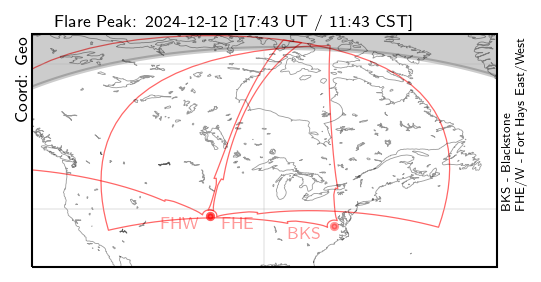 Flare Peak: 2024-12-12 [17:43 UT / 11:43 CST]
Coord: Geo
FHW
FHE
BKS
BKS - Blackstone
FHE/W - Fort Hays East/West